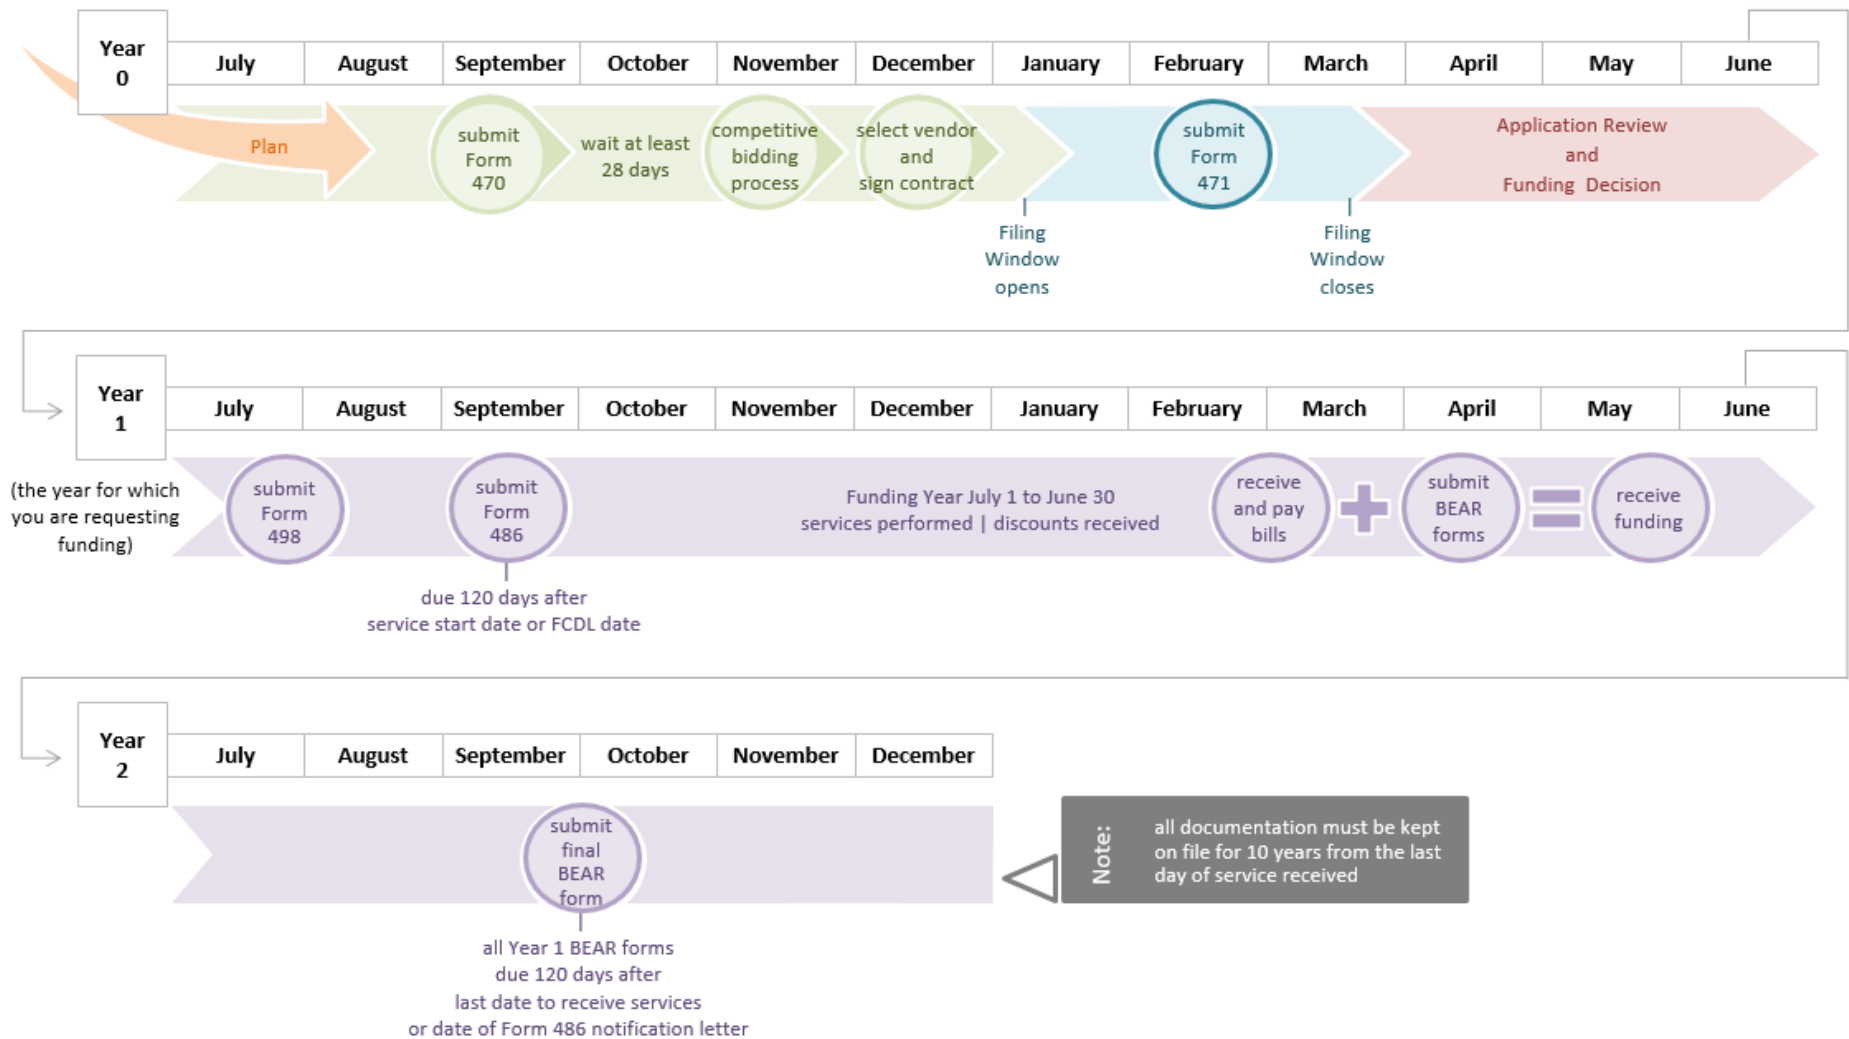 Year
0
July August September October November December January February March April May June
Plan
submit
Form
470
wait at least
28 days
competitive
bidding
process
select vendor
and
sign contract
submit
Form
471
Application Review
and
Funding Decision
Filing
Window
opens
Filing
Window
closes
Year
1
July August September October November December January February March April May June
(the year for which
you are requesting
funding)
submit
Form
498
submit
Form
486
Funding Year July 1 to June 30
services performed | discounts received
receive
and pay
bills
submit
BEAR
forms
receive
funding
due 120 days after
service start date or FCDL date
Year
2
July August September October November December
submit
final
BEAR
form
all Year 1 BEAR forms
due 120 days after
last date to receive services
or date of Form 486 notification letter
Note:
all documentation must be kept
on file for 10 years from the last
day of service received